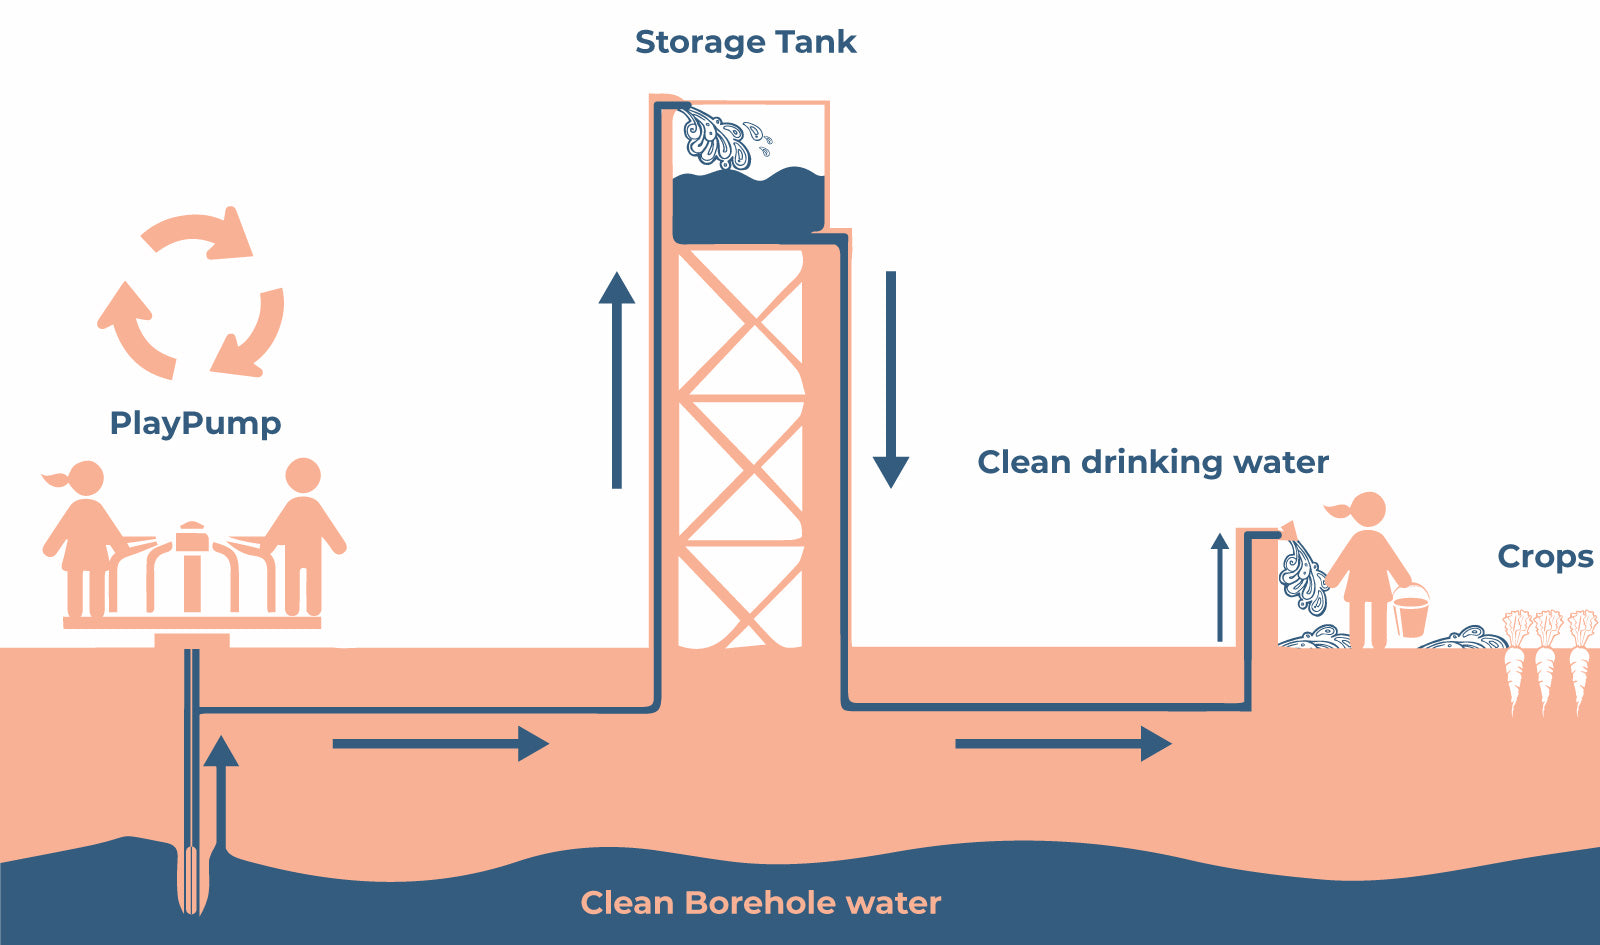 Storage Tank
PlayPump
Clean drinking water
Crops
Clean Borehole water